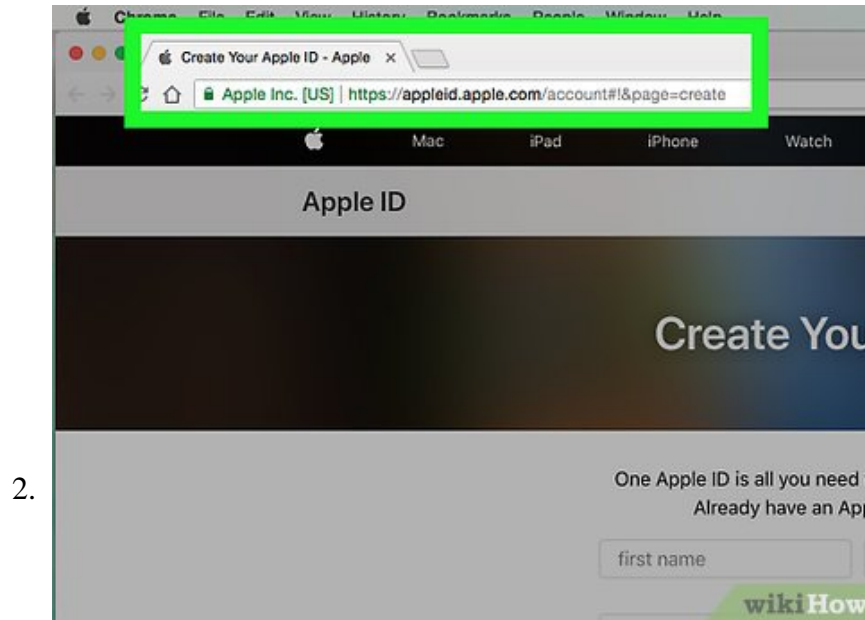 Chrome File Edit View History Bookmarks People Window Help
Create Your Apple ID - Apple ×
Apple Inc. [US] | https://appleid.apple.com/account#!&page=create
Mac iPad iPhone Watch
Apple ID
Create You
One Apple ID is all you need
Already have an App
2.
first name
wikiHow